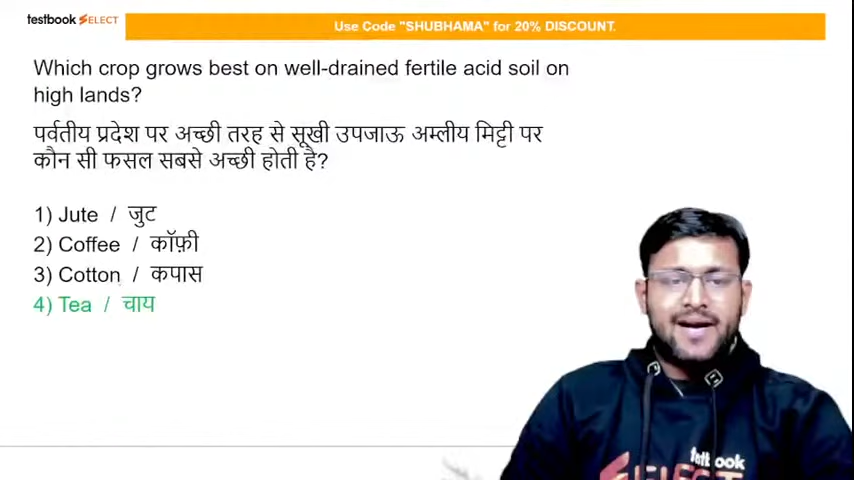 testbook SELECT
Use Code "SHUBHAMA" for 20% DISCOUNT.
Which crop grows best on well-drained fertile acid soil on
high lands?
पर्वतीय प्रदेश पर अच्छी तरह से सूखी उपजाऊ अम्लीय मिट्टी पर
कौन सी फसल सबसे अच्छी होती है?
1) Jute / जुट
2) Coffee / कॉफ़ी
3) Cotton / कपास
4) Tea / चाय
testbook
SELECT